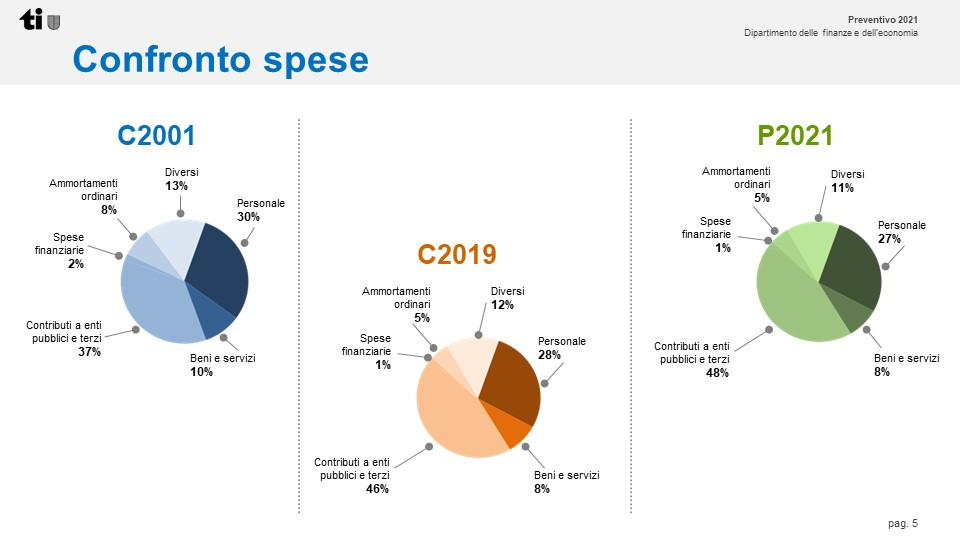 ti
Preventivo 2021
Dipartimento delle finanze e dell'economia
Confronto spese
C2001
Diversi
13%
Ammortamenti
ordinari
8%
Personale
30%
Spese
finanziarie
2%
Contributi a enti
pubblici e terzi
37%
Beni e servizi
10%
C2019
Ammortamenti
ordinari
5%
Diversi
12%
Spese
finanziarie
1%
Personale
28%
Contributi a enti
pubblici e terzi
46%
Beni e servizi
8%
P2021
Ammortamenti
ordinari
5%
Diversi
11%
Spese
finanziarie
1%
Personale
27%
Contributi a enti
pubblici e terzi
48%
Beni e servizi
8%
pag. 5